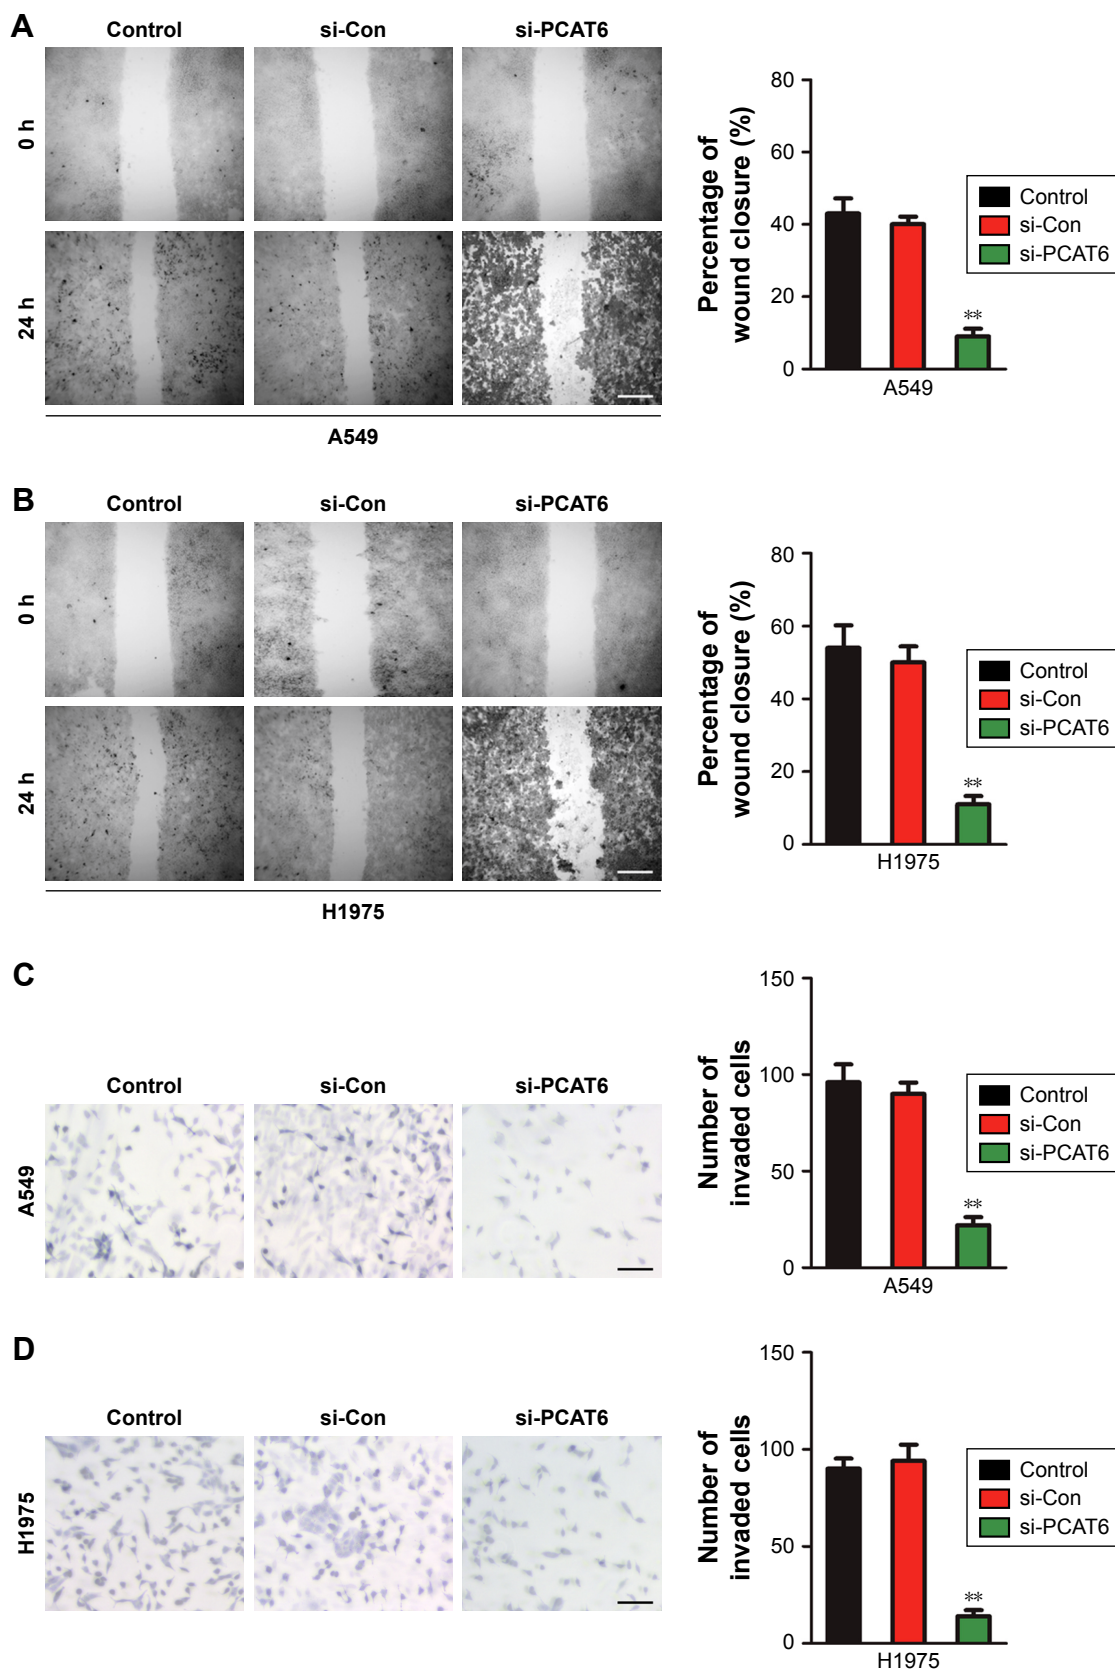 A
Control
si-Con
si-PCAT6
0 h
24 h
A549
Percentage of
wound closure (%)
80
60
40
20
0
**
A549
Control
si-Con
si-PCAT6
B
Control
si-Con
si-PCAT6
0 h
24 h
H1975
Percentage of
wound closure (%)
80
60
40
20
0
**
H1975
Control
si-Con
si-PCAT6
C
Control
si-Con
si-PCAT6
A549
Number of
invaded cells
150
100
50
0
**
A549
Control
si-Con
si-PCAT6
D
Control
si-Con
si-PCAT6
H1975
Number of
invaded cells
150
100
50
0
**
H1975
Control
si-Con
si-PCAT6